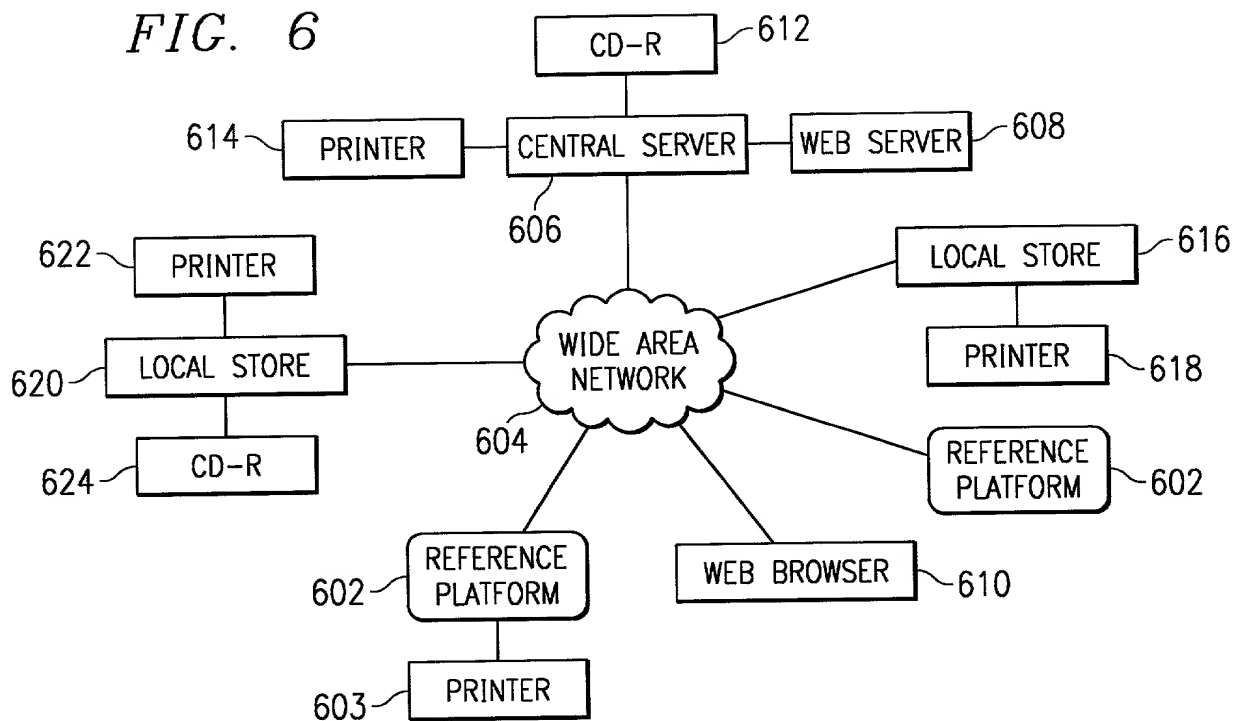 FIG. 6
CD-R
612
614
PRINTER
CENTRAL SERVER
WEB SERVER
608
606
622
PRINTER
LOCAL STORE
616
WIDE AREA
NETWORK
620
LOCAL STORE
PRINTER
618
604
624
CD-R
REFERENCE
PLATFORM
602
602
REFERENCE
PLATFORM
WEB BROWSER
610
603
PRINTER